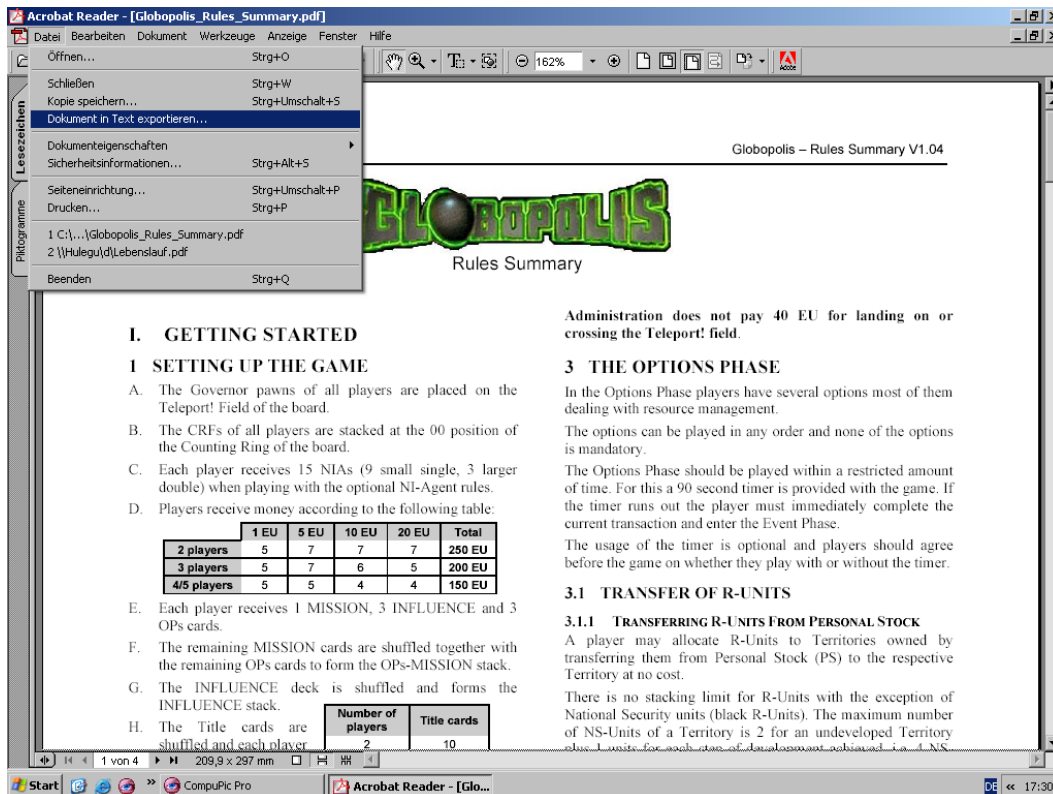 Acrobat Reader - [Globopolis_Rules_Summary.pdf]
Datei Bearbeiten Dokument Werkzeuge Anzeige Fenster Hilfe
Öffnen... Strg+O
Schließen Strg+W
Kopie speichern... Strg+Umschalt+S
Dokument in Text exportieren...
Dokumenteigenschaften
Sicherheitsinformationen... Strg+Alt+S
Seiteneinrichtung... Strg+Umschalt+P
Drucken... Strg+P
1 C:\...\Globopolis_Rules_Summary.pdf
2 \\Hulegu\d\Lebenslauf.pdf
Beenden Strg+Q
162%
Adobe
Lesezeichen
Piktogramme
Globopolis – Rules Summary V1.04
GLOBOPOLIS
Rules Summary
I. GETTING STARTED
1 SETTING UP THE GAME
A. The Governor pawns of all players are placed on the
Teleport! Field of the board.
B. The CRFs of all players are stacked at the 00 position of
the Counting Ring of the board.
C. Each player receives 15 NIAs (9 small single, 3 larger
double) when playing with the optional NI-Agent rules.
D. Players receive money according to the following table:
1 EU 5 EU 10 EU 20 EU Total
2 players 5 7 7 7 250 EU
3 players 5 7 6 5 200 EU
4/5 players 5 5 4 4 150 EU
E. Each player receives 1 MISSION, 3 INFLUENCE and 3
OPs cards.
F. The remaining MISSION cards are shuffled together with
the remaining OPs cards to form the OPs-MISSION stack.
G. The INFLUENCE deck is shuffled and forms the
INFLUENCE stack.
H. The Title cards are
shuffled and each player
Number of
players Title cards
2 10
Administration does not pay 40 EU for landing on or
crossing the Teleport! field.
3 THE OPTIONS PHASE
In the Options Phase players have several options most of them
dealing with resource management.
The options can be played in any order and none of the options
is mandatory.
The Options Phase should be played within a restricted amount
of time. For this a 90 second timer is provided with the game. If
the timer runs out the player must immediately complete the
current transaction and enter the Event Phase.
The usage of the timer is optional and players should agree
before the game on whether they play with or without the timer.
3.1 TRANSFER OF R-UNITS
3.1.1 TRANSFERRING R-UNITS FROM PERSONAL STOCK
A player may allocate R-Units to Territories owned by
transferring them from Personal Stock (PS) to the respective
Territory at no cost.
There is no stacking limit for R-Units with the exception of
National Security units (black R-Units). The maximum number
of NS-Units of a Territory is 2 for an undeveloped Territory
plus 1 units for each step of development achieved, i.e. 4 NS-
1 von 4 209,9 x 297 mm
Start CompuPic Pro Acrobat Reader - [Glo... DE 17:30